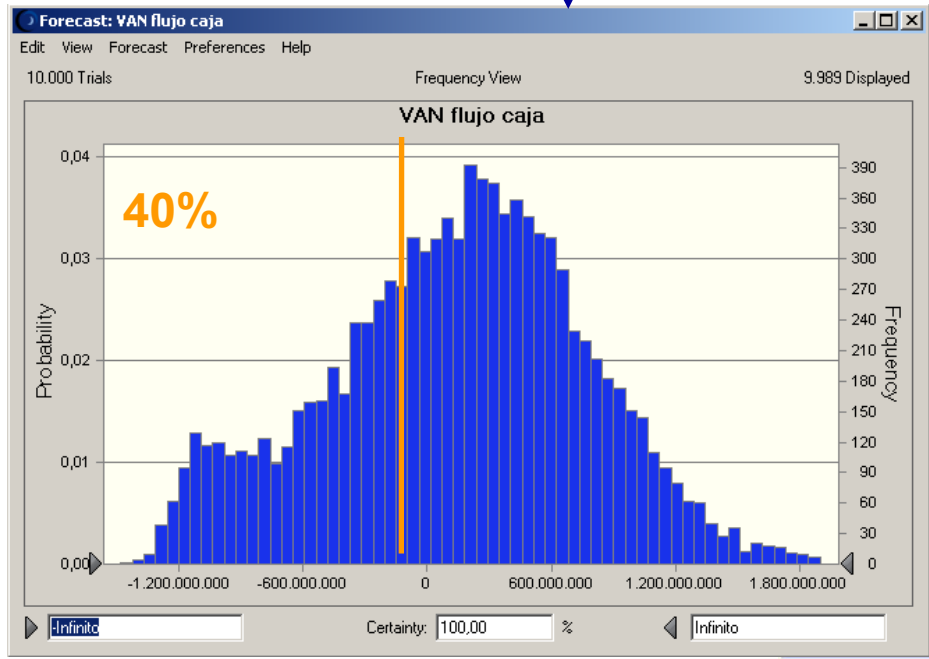 Forecast: VAN flujo caja
Edit View Forecast Preferences Help
10.000 Trials Frequency View 9.989 Displayed
VAN flujo caja
40%
Probability
0,04
0,03
0,02
0,01
0,00
390
360
330
300
270
240
210
180
150
120
90
60
30
0
Frequency
-1.200.000.000 -600.000.000 0 600.000.000 1.200.000.000 1.800.000.000
-Infinito Certainty: 100,00 % Infinito